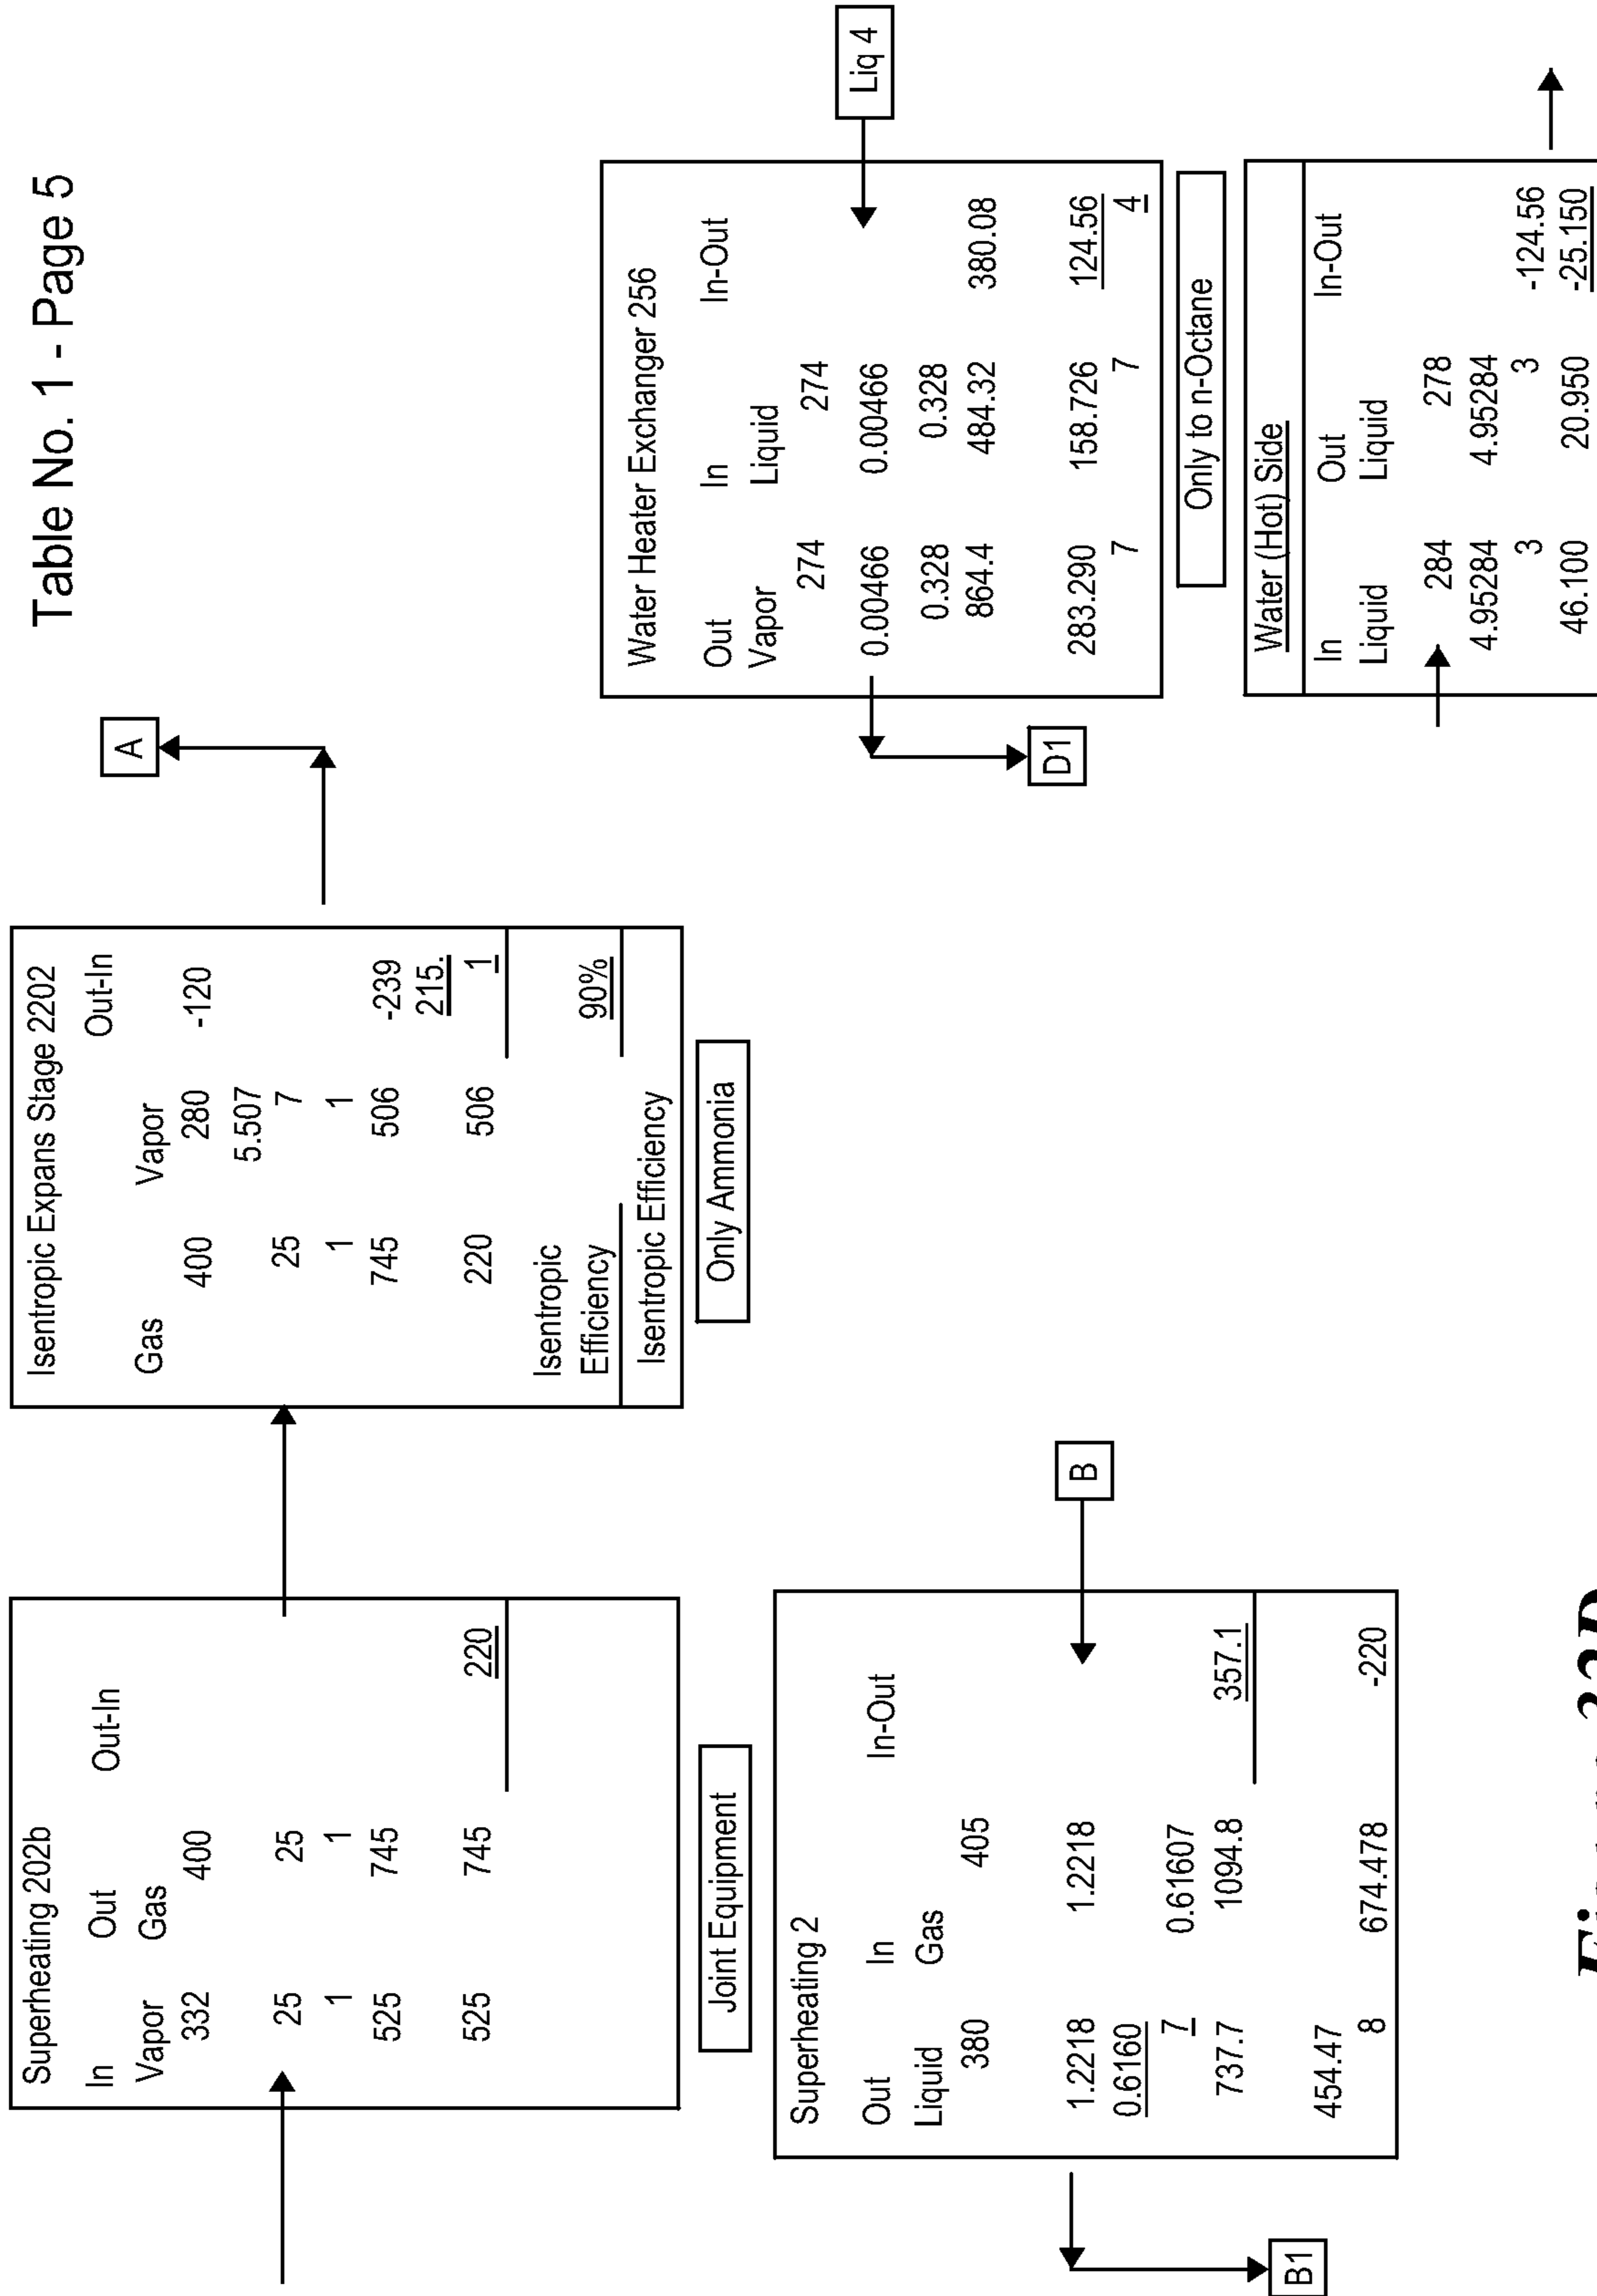 Table No. 1 - Page 5
Superheating 202b
In Out Out-In
Vapor Gas
332 400
25 25
1 1
525 745
525 745 220
Joint Equipment
Isentropic Expans Stage 2202
Out-In
Gas Vapor
400 280 -120
5.507
25 7
1 1
745 506 -239
215.
220 506 1
Isentropic
Efficiency 90%
Isentropic Efficiency
Only Ammonia
A
Superheating 2
Out In In-Out
Liquid Gas
380 405
1.2218 1.2218
0.6160
7 0.61607
737.7 1094.8 357.1
454.47
8 674.478 -220
B
B1
Water Heater Exchanger 256
Out In In-Out
Vapor Liquid
274 274
0.00466 0.00466
0.328 0.328
864.4 484.32 380.08
283.290 158.726 124.56
7 7 4
Only to n-Octane
Liq 4
D1
Water (Hot) Side
In Out In-Out
Liquid Liquid
284 278
4.95284 4.95284
3 3 -124.56
46.100 20.950 -25.150